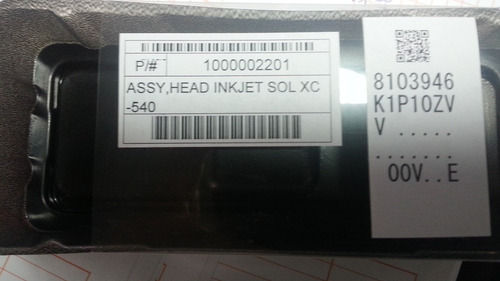 P/# 1000002201
ASSY,HEAD INKJET SOL XC
-540
8103946
K1P10ZV
V .....
.......
00V..E